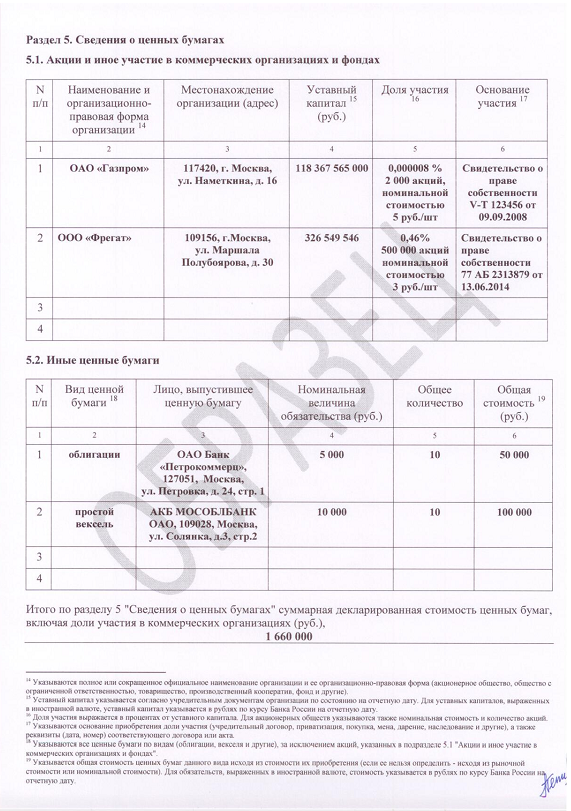 Раздел 5. Сведения о ценных бумагах
5.1. Акции и иное участие в коммерческих организациях и фондах
N п/п
Наименование и организационно-правовая форма организации 14
Местонахождение организации (адрес)
Уставный капитал 15 (руб.)
Доля участия 16
Основание участия 17
1 2 3 4 5 6
1
ОАО «Газпром»
117420, г. Москва,
ул. Наметкина, д. 16
118 367 565 000
0,000008 %
2 000 акций,
номинальной
стоимостью
5 руб./шт
Свидетельство о
праве
собственности
V-Т 123456 от
09.09.2008
2
ООО «Фрегат»
109156, г.Москва,
ул. Маршала
Полубоярова, д. 30
326 549 546
0,46%
500 000 акций
номинальной
стоимостью
3 руб./шт
Свидетельство о
праве
собственности
77 АБ 2313879 от
13.06.2014
3
4
5.2. Иные ценные бумаги
N п/п
Вид ценной бумаги 18
Лицо, выпустившее ценную бумагу
Номинальная величина обязательства (руб.)
Общее количество
Общая стоимость 19 (руб.)
1 2 3 4 5 6
1
облигации
ОАО Банк
«Петрокоммерц»,
127051, Москва,
ул. Петровка, д. 24, стр. 1
5 000
10
50 000
2
простой
вексель
АКБ МОСОБЛБАНК
ОАО, 109028, Москва,
ул. Солянка, д.3, стр.2
10 000
10
100 000
3
4
ОБРАЗЕЦ
Итого по разделу 5 "Сведения о ценных бумагах" суммарная декларированная стоимость ценных бумаг,
включая доли участия в коммерческих организациях (руб.),
1 660 000
14 Указываются полное или сокращенное официальное наименование организации и ее организационно-правовая форма (акционерное общество, общество с
ограниченной ответственностью, товарищество, производственный кооператив, фонд и другие).
15 Уставный капитал указывается согласно учредительным документам организации по состоянию на отчетную дату. Для уставных капиталов, выраженных
в иностранной валюте, уставный капитал указывается в рублях по курсу Банка России на отчетную дату.
16 Доля участия выражается в процентах от уставного капитала. Для акционерных обществ указываются также номинальная стоимость и количество акций.
17 Указываются основание приобретения доли участия (учредительный договор, приватизация, покупка, мена, дарение, наследование и другие), а также
реквизиты (дата, номер) соответствующего договора или акта.
18 Указываются все ценные бумаги по видам (облигации, векселя и другие), за исключением акций, указанных в подразделе 5.1 "Акции и иное участие в
коммерческих организациях и фондах".
19 Указывается общая стоимость ценных бумаг данного вида исходя из стоимости их приобретения (если ее нельзя определить - исходя из рыночной
стоимости или номинальной стоимости). Для обязательств, выраженных в иностранной валюте, стоимость указывается в рублях по курсу Банка России на
отчетную дату.